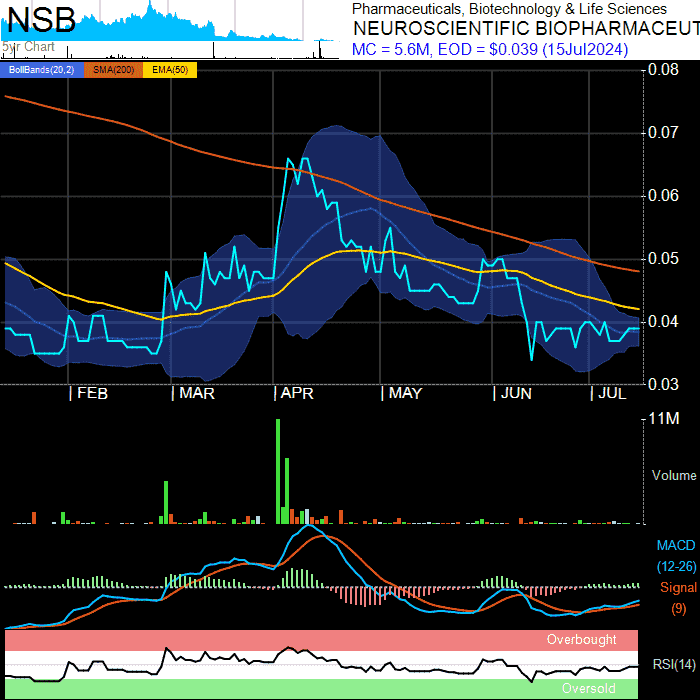 NSB
5yr Chart
Pharmaceuticals, Biotechnology & Life Sciences
NEUROSCIENTIFIC BIOPHARMACEUT
MC = 5.6M, EOD = $0.039 (15Jul2024)
BollBands(20,2) SMA(200) EMA(50)
0.08
0.07
0.06
0.05
0.04
0.03
FEB MAR APR MAY JUN JUL
11M
Volume
MACD
(12-26)
Signal
(9)
Overbought
RSI(14)
Oversold